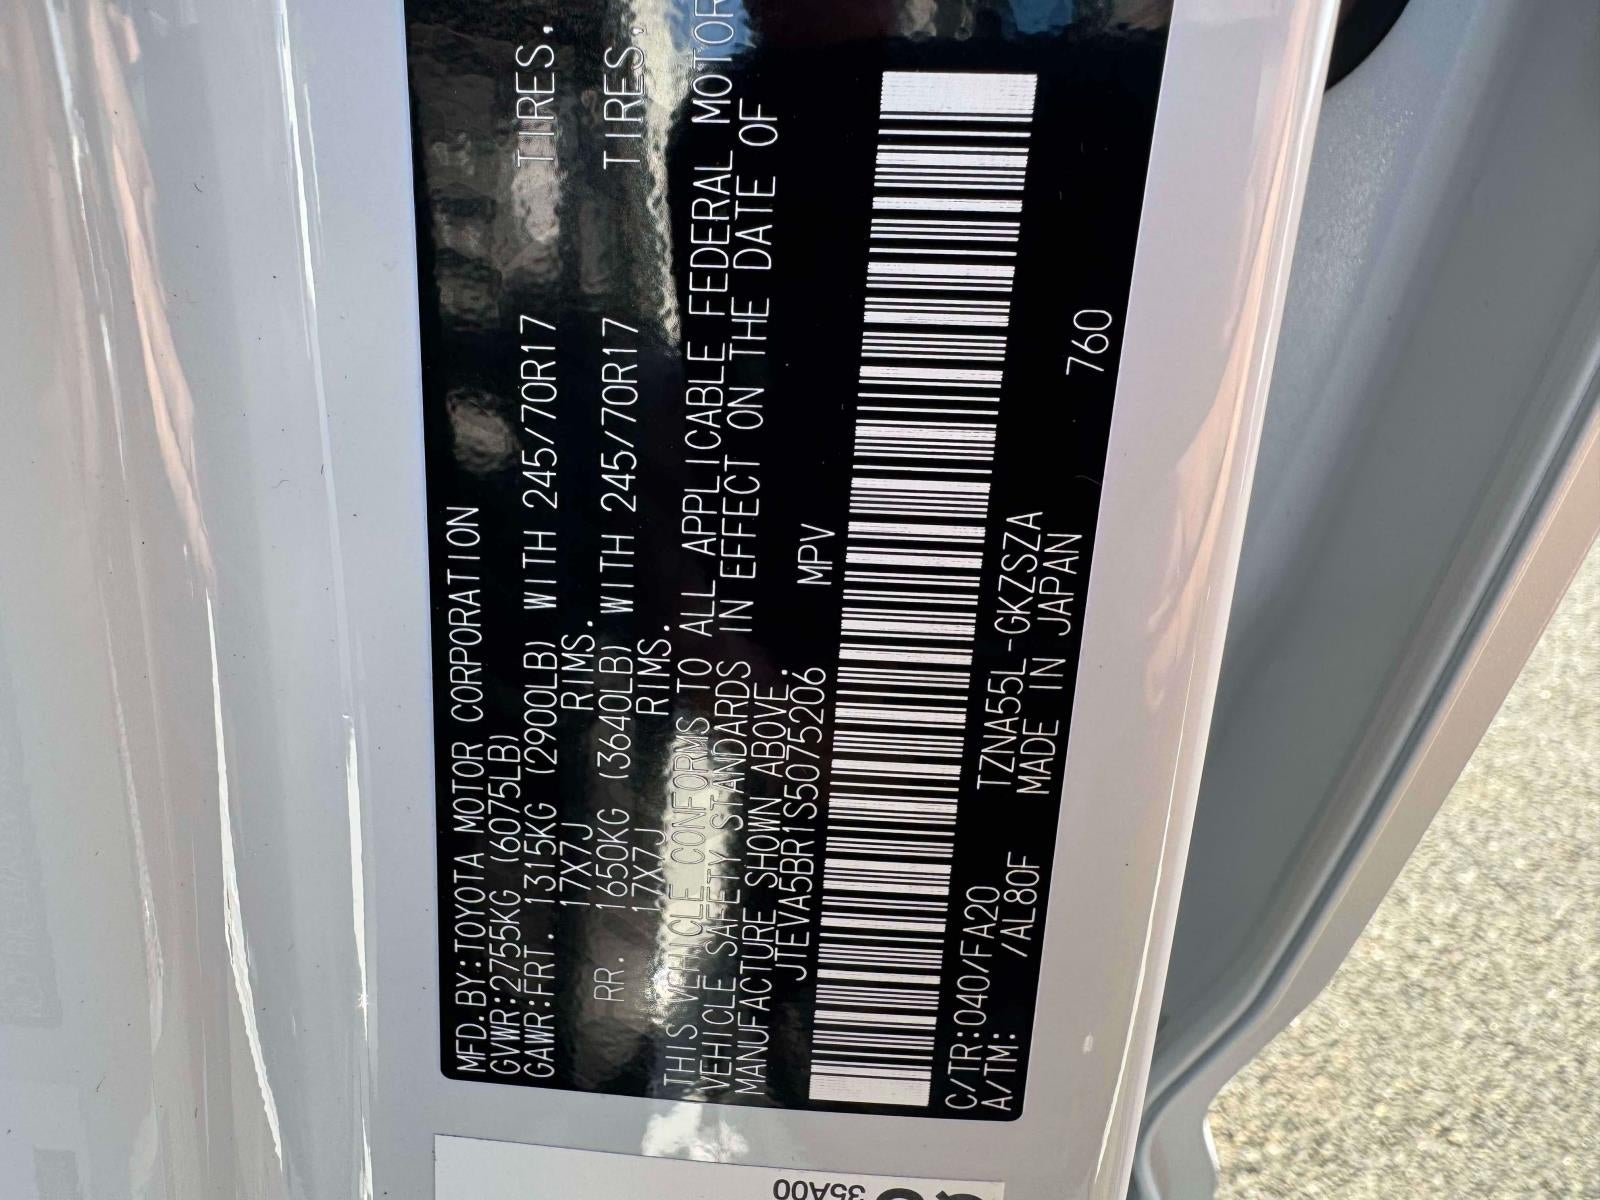 MFD.BY:TOYOTA MOTOR CORPORATION
GVWR:2755KG (6075LB)
GAWR:FRT. 1315KG (2900LB) WITH 245/70R17 TIRES,
17X7J RIMS.
RR. 1650KG (3640LB) WITH 245/70R17 TIRES,
17X7J RIMS.
THIS VEHICLE CONFORMS TO ALL APPLICABLE FEDERAL MOTOR
VEHICLE SAFETY STANDARDS IN EFFECT ON THE DATE OF
MANUFACTURE SHOWN ABOVE.
JTEVA5BR1S5075206 MPV
C/TR:040/FA20 TZNA55L-GKZSZA
A/TM: /AL80F MADE IN JAPAN 760
35A00